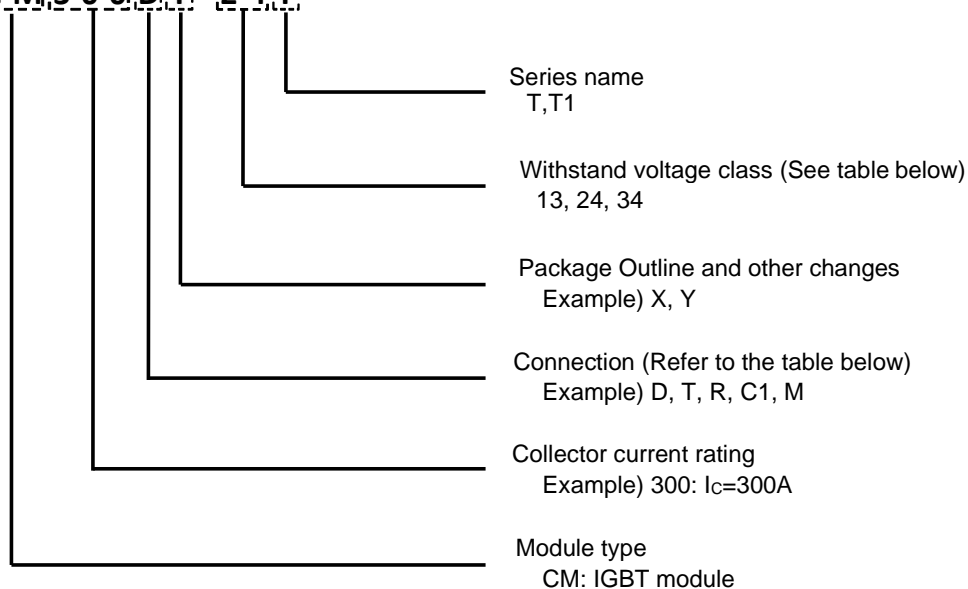 Series name
T,T1
Withstand voltage class (See table below)
13, 24, 34
Package Outline and other changes
Example) X, Y
Connection (Refer to the table below)
Example) D, T, R, C1, M
Collector current rating
Example) 300: Ic=300A
Module type
CM: IGBT module